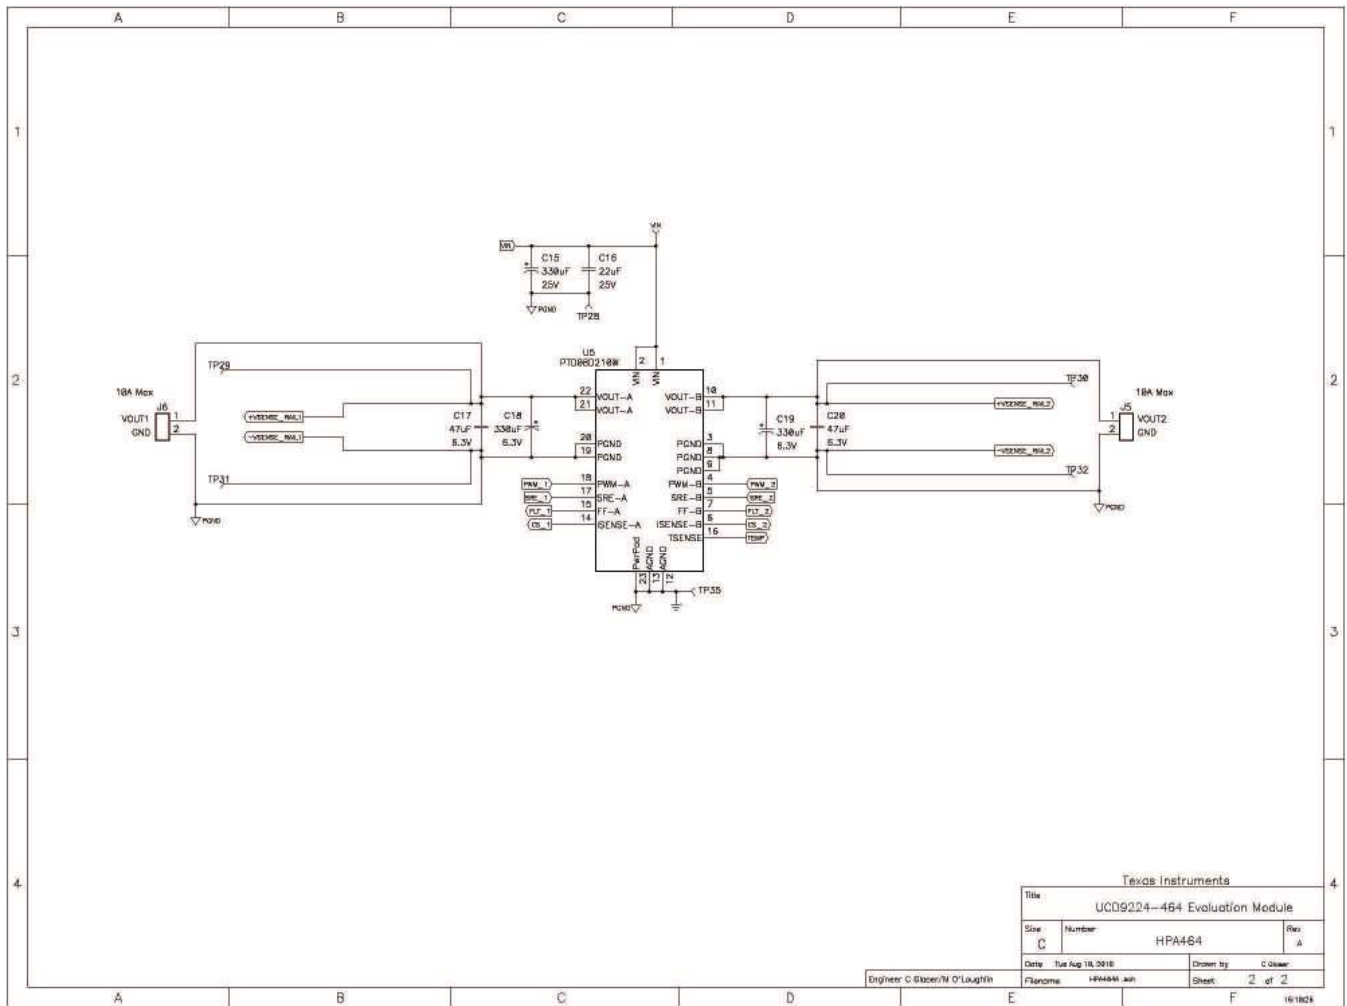 A B C D E F
1 1
VIN
VIN
C15
330uF
25V
C16
22uF
25V
PGND
TP28
U5
PTD08D210W
2 1
VIN VIN
2 2
TP29
TP30
10A Max
J6
VOUT1 1
GND 2
+VSENSE_RAIL1
-VSENSE_RAIL1
C17
47uF
6.3V
C18
330uF
6.3V
22 VOUT-A
21 VOUT-A
20 PGND
19 PGND
18 PWM-A
17 SRE-A
15 FF-A
14 ISENSE-A
VOUT-B 10
VOUT-B 11
PGND 3
PGND 8
PGND 9
PWM-B 4
SRE-B 5
FF-B 7
ISENSE-B 6
TSENSE 16
C19
330uF
6.3V
C20
47uF
6.3V
+VSENSE_RAIL2
-VSENSE_RAIL2
10A Max
J5
1 VOUT2
2 GND
TP31
TP32
PGND
PGND
PWM_1
SRE_1
FLT_1
CS_1
PWM_2
SRE_2
FLT_2
CS_2
TEMP
PwrPad AGND AGND
23 13 12
PGND
TP35
3 3
4 4
Texas Instruments
Title
UCD9224-464 Evaluation Module
Size C
Number HPA464
Rev A
Date Tue Aug 10, 2010
Drawn by C Glaser
Engineer C Glaser/M O'Loughlin
Filename
Sheet 2 of 2
A B C D E F